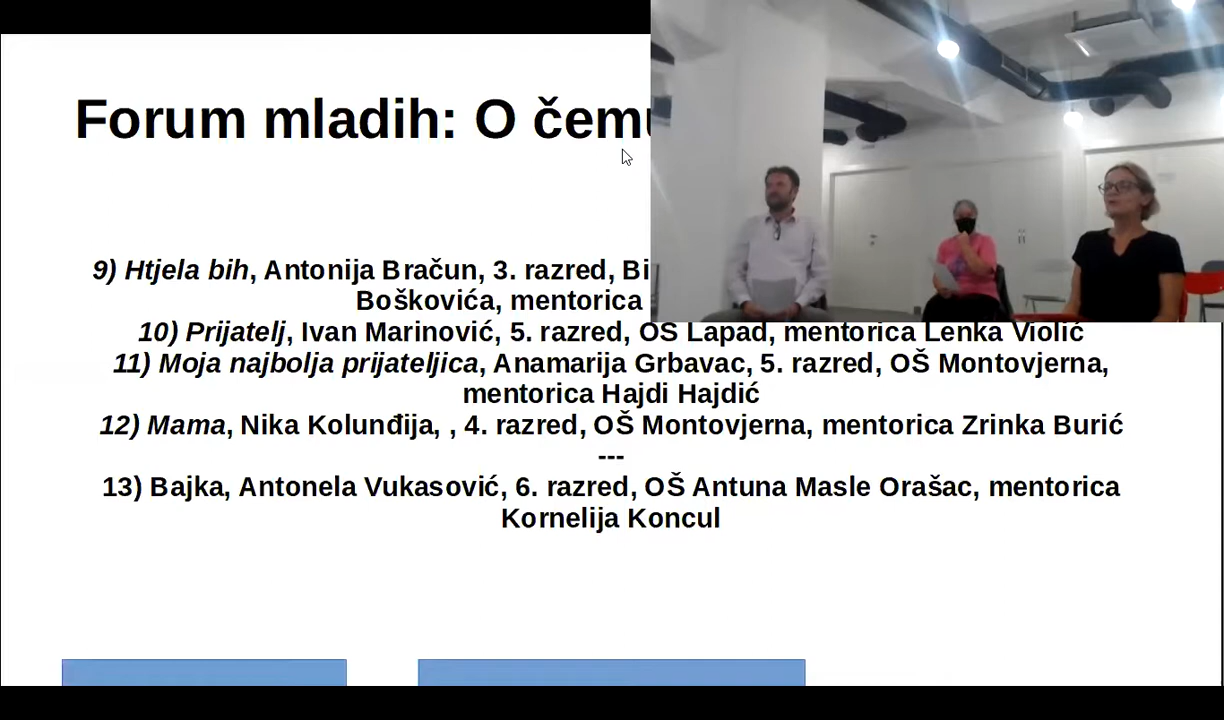 Forum mladih: O čemu
9) Htjela bih, Antonija Bračun, 3. razred, Bi
Boškovića, mentorica
10) Prijatelj, Ivan Marinović, 5. razred, OŠ Lapad, mentorica Lenka Violić
11) Moja najbolja prijateljica, Anamarija Grbavac, 5. razred, OŠ Montovjerna,
mentorica Hajdi Hajdić
12) Mama, Nika Kolunđija, , 4. razred, OŠ Montovjerna, mentorica Zrinka Burić
---
13) Bajka, Antonela Vukasović, 6. razred, OŠ Antuna Masle Orašac, mentorica
Kornelija Koncul